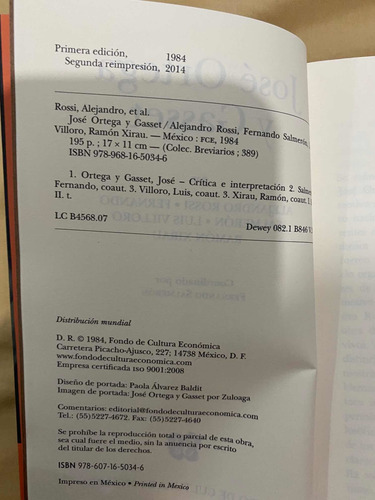 Primera edición, 1984
Segunda reimpresión, 2014
Rossi, Alejandro, et al.
José Ortega y Gasset / Alejandro Rossi, Fernando Salmerón,
Villoro, Ramón Xirau. — México : FCE, 1984
195 p. ; 17 × 11 cm — (Colec. Breviarios ; 389)
ISBN 978-968-16-5034-6
1. Ortega y Gasset, José – Crítica e interpretación 2.
Fernando, coaut. 3. Villoro, Luis, coaut. 3. Xirau, Ramón, coaut.
II. t.
LC B4568.07 Dewey 082.1 B846
Distribución mundial
D. R. © 1984, Fondo de Cultura Económica
Carretera Picacho-Ajusco, 227; 14738 México, D. F.
www.fondodeculturaeconomica.com
Empresa certificada ISO 9001:2008
Diseño de portada: Paola Álvarez Baldit
Imagen de portada: José Ortega y Gasset por Zuloaga
Comentarios: editorial@fondodeculturaeconomica.com
Tel.: (55)5227-4672. Fax: (55)5227-4640
Se prohíbe la reproducción total o parcial de esta obra,
sea cual fuere el medio, sin la anuencia por escrito
del titular de los derechos.
ISBN 978-607-16-5034-6
Impreso en México • Printed in Mexico